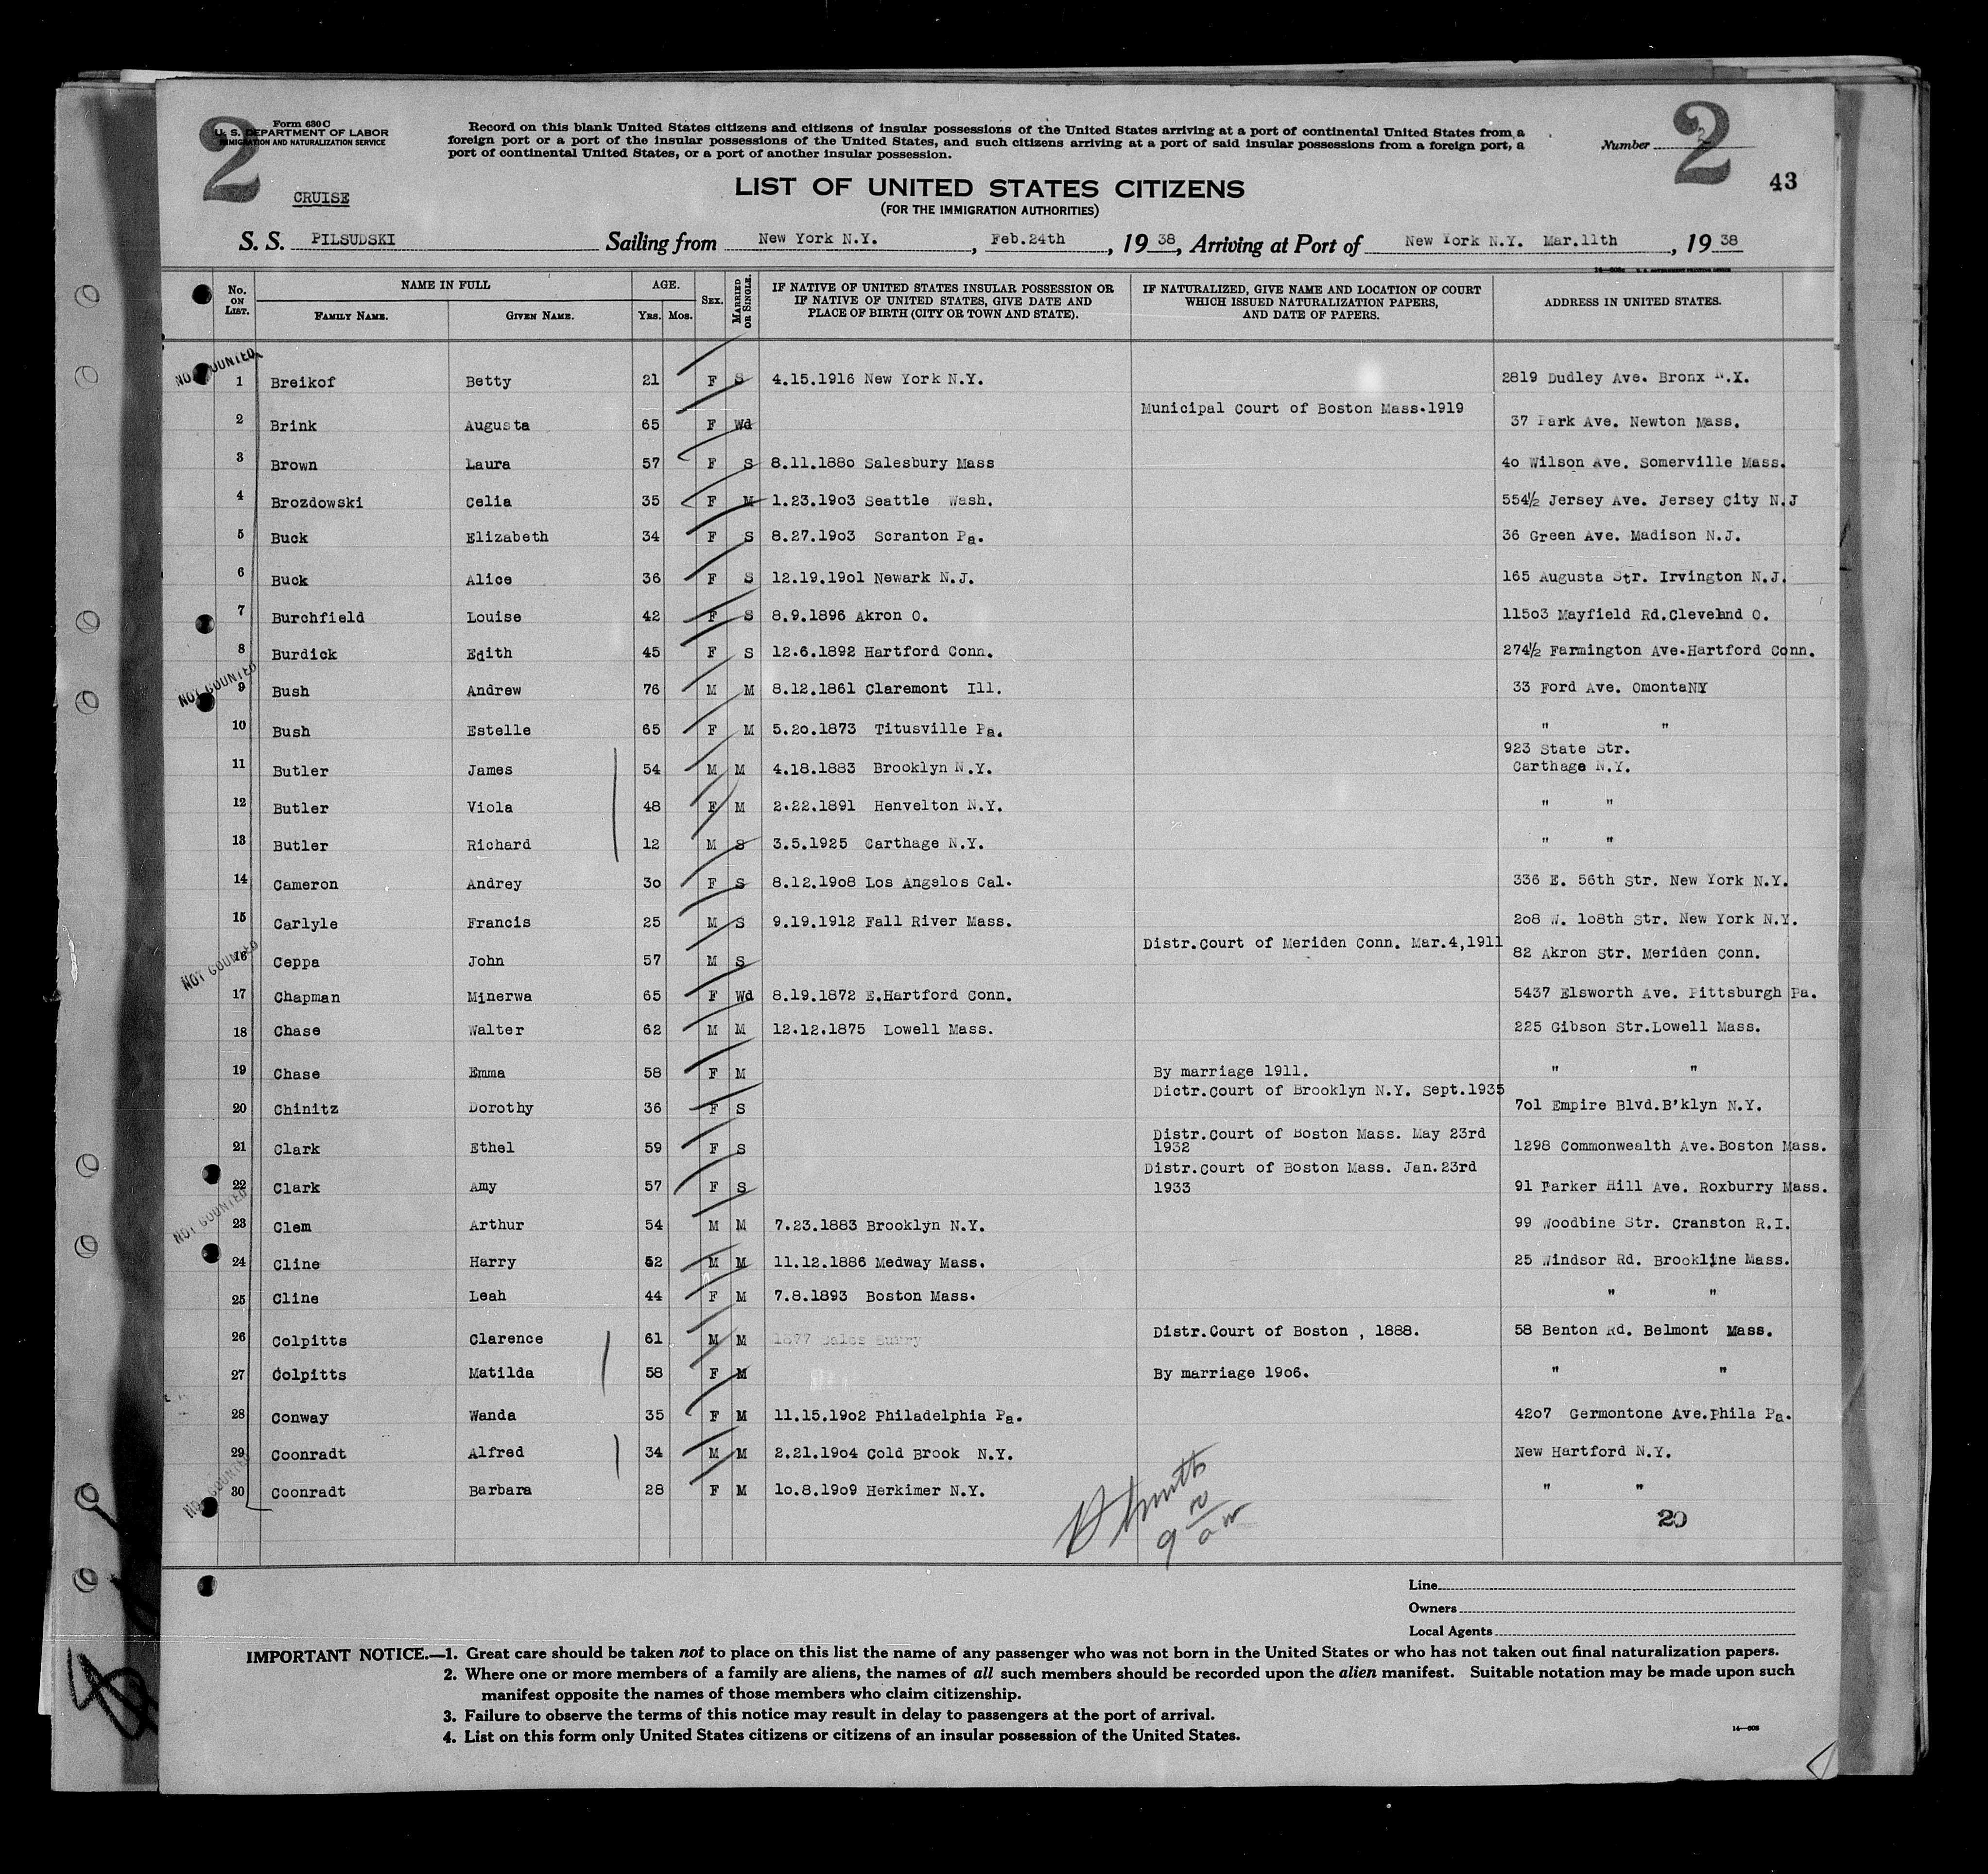 2 Form 630 C 2
U. S. DEPARTMENT OF LABOR
IMMIGRATION AND NATURALIZATION SERVICE
Record on this blank United States citizens and citizens of insular possessions of the United States arriving at a port of continental United States from a
foreign port or a port of the insular possessions of the United States, and such citizens arriving at a port of said insular possessions from a foreign port, a
port of continental United States, or a port of another insular possession.
Number 2
43
CRUISE
LIST OF UNITED STATES CITIZENS
(FOR THE IMMIGRATION AUTHORITIES)
S. S. PILSUDSKI Sailing from New York N.Y. , Feb.24th , 19 38, Arriving at Port of New York N.Y. Mar.11th , 19 38
No. ON LIST. NAME IN FULL FAMILY NAME. GIVEN NAME. AGE. YRS. MOS. SEX. MARRIED OR SINGLE. IF NATIVE OF UNITED STATES INSULAR POSSESSION OR IF NATIVE OF UNITED STATES, GIVE DATE AND PLACE OF BIRTH (CITY OR TOWN AND STATE). IF NATURALIZED, GIVE NAME AND LOCATION OF COURT WHICH ISSUED NATURALIZATION PAPERS, AND DATE OF PAPERS. ADDRESS IN UNITED STATES.
NOT COUNTED
1 Breikof Betty 21 F S 4.15.1916 New York N.Y. 2819 Dudley Ave. Bronx N.Y.
2 Brink Augusta 65 F Wd Municipal Court of Boston Mass.1919 37 Park Ave. Newton Mass.
3 Brown Laura 57 F S 8.11.1880 Salesbury Mass 40 Wilson Ave. Somerville Mass.
4 Brozdowski Celia 35 F M 1.23.1903 Seattle Wash. 554½ Jersey Ave. Jersey City N.J
5 Buck Elizabeth 34 F S 8.27.1903 Scranton Pa. 36 Green Ave. Madison N.J.
6 Buck Alice 36 F S 12.19.1901 Newark N.J. 165 Augusta Str. Irvington N.J.
7 Burchfield Louise 42 F S 8.9.1896 Akron O. 11503 Mayfield Rd.Cleveland O.
8 Burdick Edith 45 F S 12.6.1892 Hartford Conn. 274½ Farmington Ave.Hartford Conn.
NOT COUNTED
9 Bush Andrew 76 M M 8.12.1861 Claremont Ill. 33 Ford Ave. OmontaNY
10 Bush Estelle 65 F M 5.20.1873 Titusville Pa. " "
11 Butler James 54 M M 4.18.1883 Brooklyn N.Y. 923 State Str. Carthage N.Y.
12 Butler Viola 48 F M 2.22.1891 Henvelton N.Y. " "
13 Butler Richard 12 M S 3.5.1925 Carthage N.Y. " "
14 Cameron Andrey 30 F S 8.12.1908 Los Angelos Cal. 336 E. 56th Str. New York N.Y.
15 Carlyle Francis 25 M S 9.19.1912 Fall River Mass. 208 W. 108th Str. New York N.Y.
NOT COUNTED
16 Ceppa John 57 M S Distr.Court of Meriden Conn. Mar.4,1911 82 Akron Str. Meriden Conn.
17 Chapman Minerwa 65 F Wd 8.19.1872 E.Hartford Conn. 5437 Elsworth Ave. Pittsburgh Pa.
18 Chase Walter 62 M M 12.12.1875 Lowell Mass. 225 Gibson Str.Lowell Mass.
19 Chase Emma 58 F M By marriage 1911. " "
20 Chinitz Dorothy 36 F S Dictr.Court of Brooklyn N.Y. Sept.1935 701 Empire Blvd.B'klyn N.Y.
21 Clark Ethel 59 F S Distr.Court of Boston Mass. May 23rd 1932 1298 Commonwealth Ave.Boston Mass.
22 Clark Amy 57 F S Distr.Court of Boston Mass. Jan.23rd 1933 91 Parker Hill Ave. Roxburry Mass.
NOT COUNTED
23 Clem Arthur 54 M M 7.23.1883 Brooklyn N.Y. 99 Woodbine Str. Cranston R.I.
24 Cline Harry 52 M M 11.12.1886 Medway Mass. 25 Windsor Rd. Brookline Mass.
25 Cline Leah 44 F M 7.8.1893 Boston Mass. " "
26 Colpitts Clarence 61 M M 1877 Distr.Court of Boston , 1888. 58 Benton Rd. Belmont Mass.
27 Colpitts Matilda 58 F M By marriage 1906. " "
28 Conway Wanda 35 F M 11.15.1902 Philadelphia Pa. 4207 Germontone Ave.Phila Pa.
29 Coonradt Alfred 34 M M 2.21.1904 Cold Brook N.Y. New Hartford N.Y.
NOT COUNTED
30 Coonradt Barbara 28 F M 10.8.1909 Herkimer N.Y. " "
20
Line
Owners
Local Agents
IMPORTANT NOTICE.—1. Great care should be taken not to place on this list the name of any passenger who was not born in the United States or who has not taken out final naturalization papers.
2. Where one or more members of a family are aliens, the names of all such members should be recorded upon the alien manifest. Suitable notation may be made upon such
manifest opposite the names of those members who claim citizenship.
3. Failure to observe the terms of this notice may result in delay to passengers at the port of arrival.
4. List on this form only United States citizens or citizens of an insular possession of the United States.